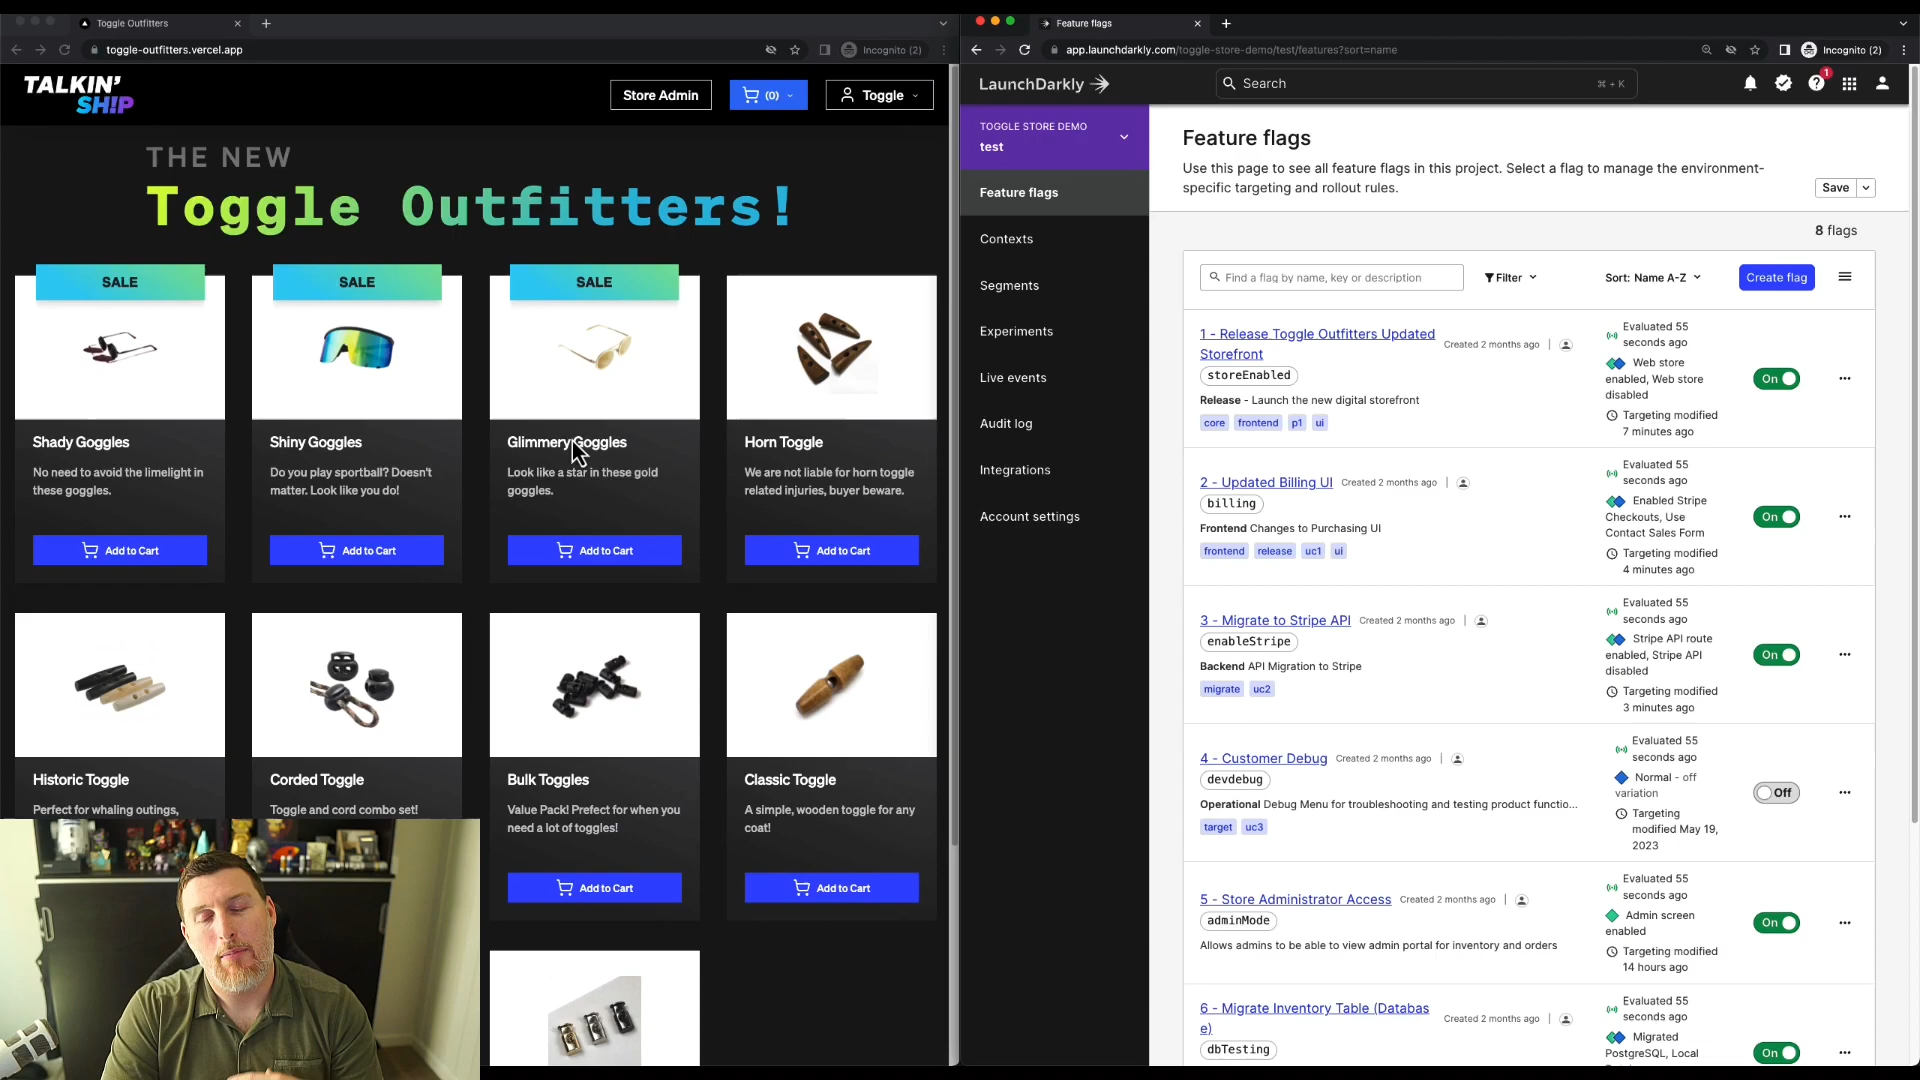 Toggle Outfitters
toggle-outfitters.vercel.app
Incognito (2)
TALKIN'
SH!P
Store Admin
(0)
Toggle
THE NEW
Toggle Outfitters!
SALE
SALE
SALE
Shady Goggles
No need to avoid the limelight in
these goggles.
Add to Cart
Shiny Goggles
Do you play sportball? Doesn't
matter. Look like you do!
Add to Cart
Glimmery Goggles
Look like a star in these gold
goggles.
Add to Cart
Horn Toggle
We are not liable for horn toggle
related injuries, buyer beware.
Add to Cart
Historic Toggle
Perfect for whaling outings,
Corded Toggle
Toggle and cord combo set!
Bulk Toggles
Value Pack! Prefect for when you
need a lot of toggles!
Add to Cart
Classic Toggle
A simple, wooden toggle for any
coat!
Add to Cart
Feature flags
app.launchdarkly.com/toggle-store-demo/test/features?sort=name
Incognito (2)
LaunchDarkly
Search
⌘ + K
1
TOGGLE STORE DEMO
test
Feature flags
Contexts
Segments
Experiments
Live events
Audit log
Integrations
Account settings
Feature flags
Use this page to see all feature flags in this project. Select a flag to manage the environment-
specific targeting and rollout rules.
Save
8 flags
Find a flag by name, key or description
Filter
Sort: Name A-Z
Create flag
1 - Release Toggle Outfitters Updated
Storefront
Created 2 months ago
storeEnabled
Release - Launch the new digital storefront
core frontend p1 ui
Evaluated 55
seconds ago
Web store
enabled, Web store
disabled
Targeting modified
7 minutes ago
On
2 - Updated Billing UI
Created 2 months ago
billing
Frontend Changes to Purchasing UI
frontend release uc1 ui
Evaluated 55
seconds ago
Enabled Stripe
Checkouts, Use
Contact Sales Form
Targeting modified
4 minutes ago
On
3 - Migrate to Stripe API
Created 2 months ago
enableStripe
Backend API Migration to Stripe
migrate uc2
Evaluated 55
seconds ago
Stripe API route
enabled, Stripe API
disabled
Targeting modified
3 minutes ago
On
4 - Customer Debug
Created 2 months ago
devdebug
Operational Debug Menu for troubleshooting and testing product functio...
target uc3
Evaluated 55
seconds ago
Normal - off
variation
Targeting
modified May 19,
2023
Off
5 - Store Administrator Access
Created 2 months ago
adminMode
Allows admins to be able to view admin portal for inventory and orders
Evaluated 55
seconds ago
Admin screen
enabled
Targeting modified
14 hours ago
On
6 - Migrate Inventory Table (Databas
e)
Created 2 months ago
dbTesting
Evaluated 55
seconds ago
Migrated
PostgreSQL, Local
On